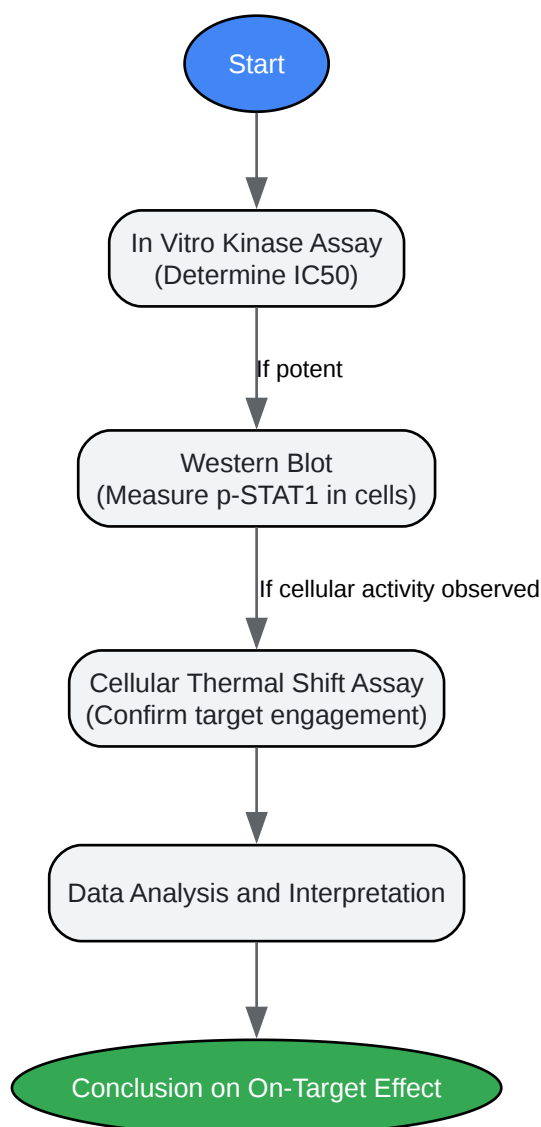 Start
In Vitro Kinase Assay
(Determine IC50)
If potent
Western Blot
(Measure p-STAT1 in cells)
If cellular activity observed
Cellular Thermal Shift Assay
(Confirm target engagement)
Data Analysis and Interpretation
Conclusion on On-Target Effect